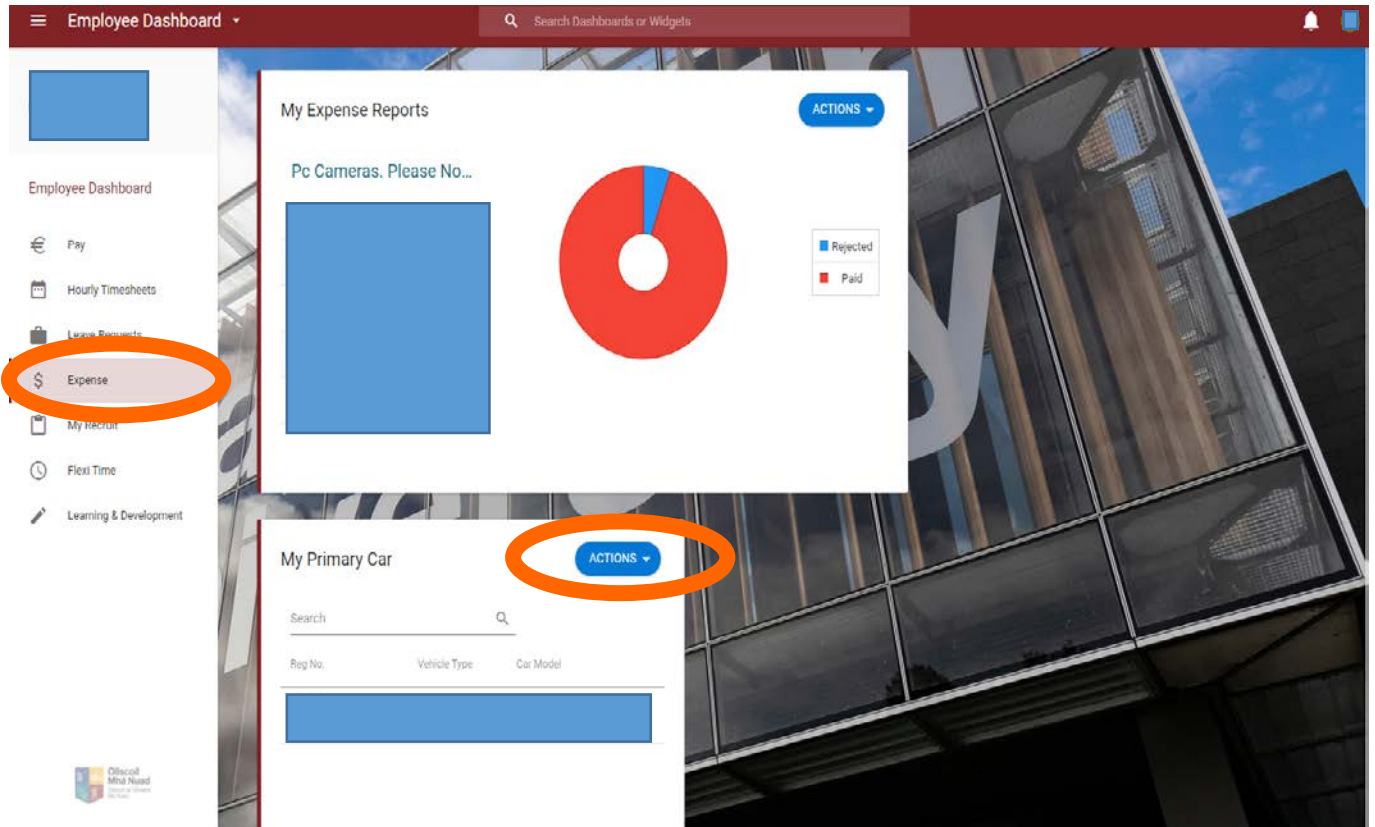 Employee Dashboard
Search Dashboards or Widgets
Employee Dashboard
Pay
Hourly Timesheets
Leave Requests
$ Expense
My Recruit
Flexi Time
Learning & Development
Ollscoil
Mhá Nuad
My Expense Reports
ACTIONS
Pc Cameras. Please No...
Rejected
Paid
My Primary Car
ACTIONS
Search
Reg No. Vehicle Type Car Model
y